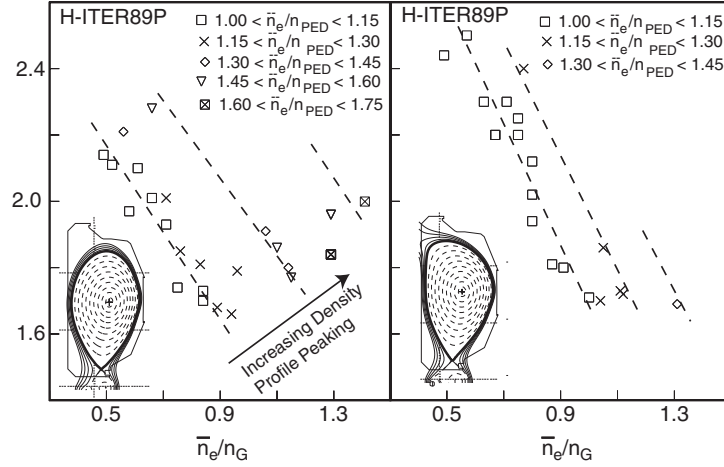 H-ITER89P
1.00 < n̄e/nPED < 1.15
1.15 < n̄e/nPED < 1.30
1.30 < n̄e/nPED < 1.45
1.45 < n̄e/nPED < 1.60
1.60 < n̄e/nPED < 1.75
2.4
2.0
1.6
Increasing Density
Profile Peaking
0.5
0.9
1.3
n̄e/nG
H-ITER89P
1.00 < n̄e/nPED < 1.15
1.15 < n̄e/nPED < 1.30
1.30 < n̄e/nPED < 1.45
0.5
0.9
1.3
n̄e/nG